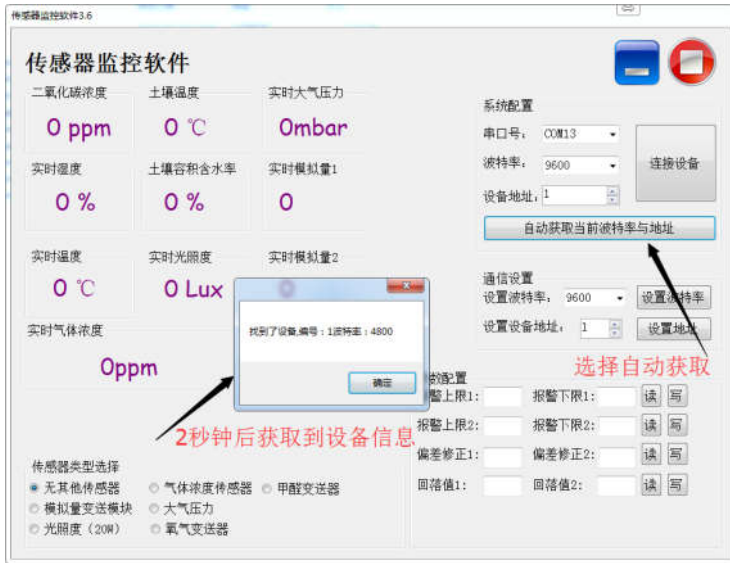 传感器监控软件3.6
传感器监控软件
二氧化碳浓度 土壤温度 实时大气压力
0 ppm 0 ℃ 0mbar
实时湿度 土壤容积含水率 实时模拟量1
0 % 0 % 0
实时温度 实时光照度 实时模拟量2
0 ℃ 0 Lux 0
实时气体浓度
0ppm
系统配置
串口号: COM13
波特率: 9600
设备地址: 1
连接设备
自动获取当前波特率与地址
通信设置
设置波特率: 9600 设置波特率
设置设备地址: 1 设置地址
选择自动获取
找到了设备,编号:1波特率:4800
确定
2秒钟后获取到设备信息
数配置
报警上限1: 报警下限1: 读 写
报警上限2: 报警下限2: 读 写
偏差修正1: 偏差修正2: 读 写
回落值1: 回落值2: 读 写
传感器类型选择
无其他传感器 气体浓度传感器 甲醛变送器
模拟量变送模块 大气压力
光照度(20W) 氧气变送器